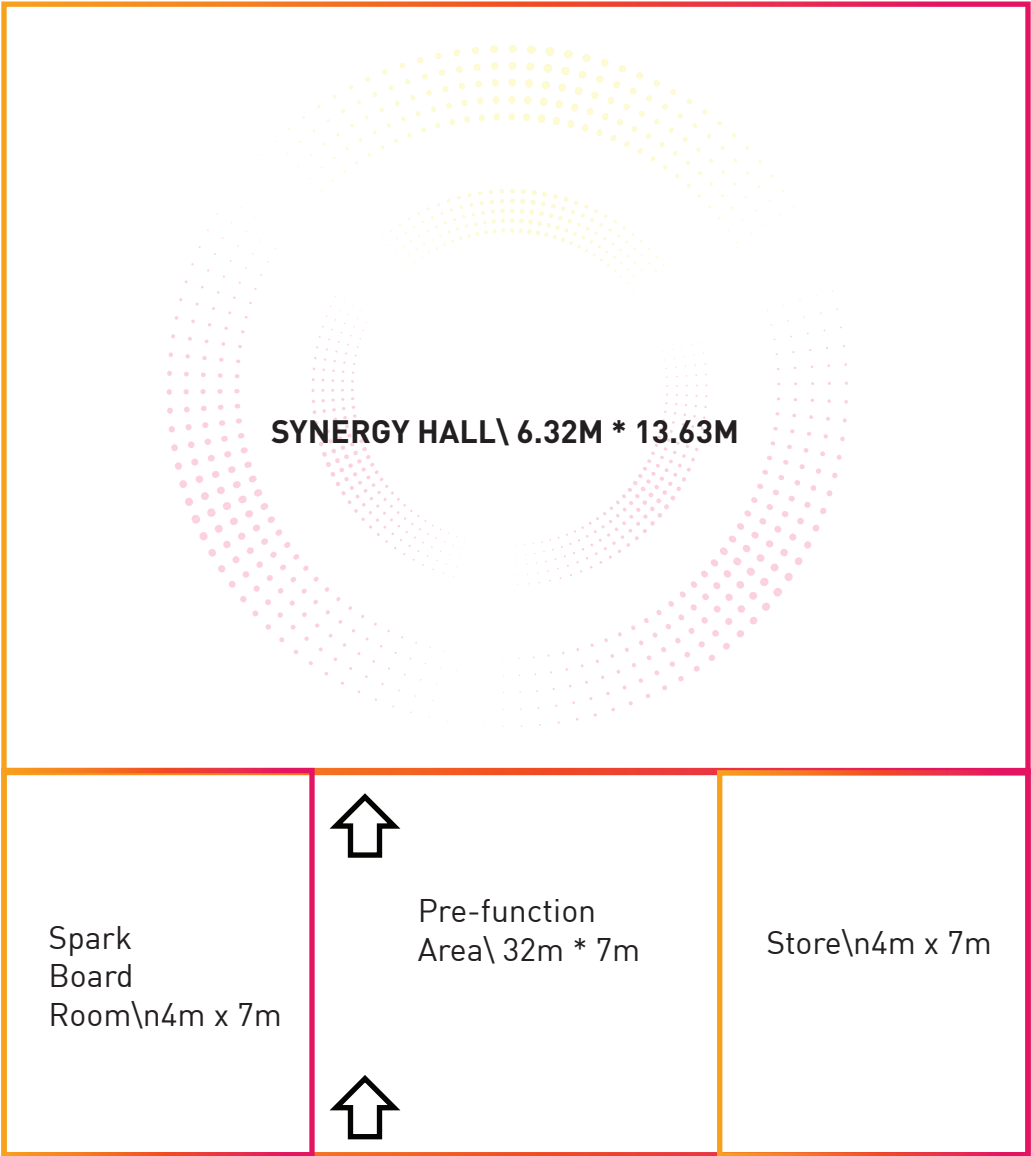 SYNERGY HALL\ 6.32M * 13.63M
Spark
Board
Room\n4m x 7m
Pre-function
Area\ 32m * 7m
Store\n4m x 7m